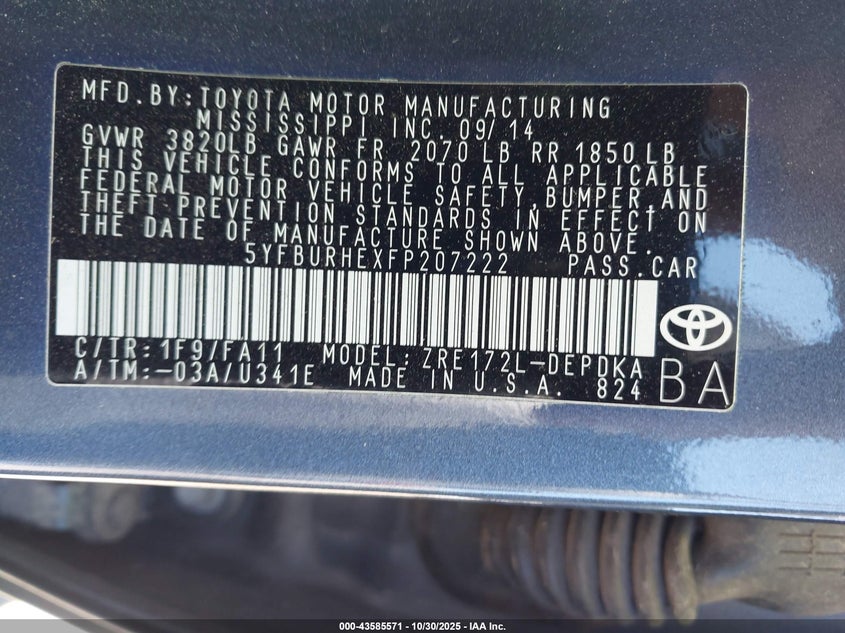 MFD.BY:TOYOTA MOTOR MANUFACTURING
MISSISSIPPI INC. 09/14
GVWR 3820LB GAWR FR 2070 LB RR 1850LB
THIS VEHICLE CONFORMS TO ALL APPLICABLE
FEDERAL MOTOR VEHICLE SAFETY,BUMPER,AND
THEFT PREVENTION STANDARDS IN EFFECT ON
THE DATE OF MANUFACTURE SHOWN ABOVE.
5YFBURHEXFP207222 PASS.CAR
C/TR:1F9/FA11 MODEL:ZRE172L-DEPDKA
A/TM:-03A/U341E MADE IN U.S.A. 824
BA
000-43585571 | 10/30/2025 - IAA Inc.